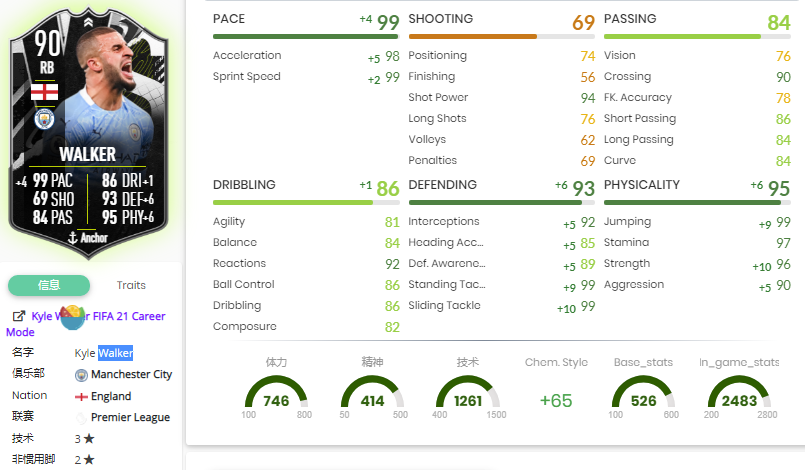 90
RB
WALKER
+4 99 PAC 86 DRI +1
69 SHO 93 DEF +6
84 PAS 95 PHY +6
Anchor
信息 Traits
Kyle W er FIFA 21 Career
Mode
名字 Kyle Walker
俱乐部 Manchester City
Nation England
联赛 Premier League
技术 3 ★
非惯用脚 2 ★
PACE +4 99
Acceleration +5 98
Sprint Speed +2 99
SHOOTING 69
Positioning 74
Finishing 56
Shot Power 94
Long Shots 76
Volleys 62
Penalties 69
PASSING 84
Vision 76
Crossing 90
FK. Accuracy 78
Short Passing 86
Long Passing 84
Curve 84
DRIBBLING +1 86
Agility 81
Balance 84
Reactions 92
Ball Control 86
Dribbling 86
Composure 82
DEFENDING +6 93
Interceptions +5 92
Heading Acc... +5 85
Def. Awarene... +5 89
Standing Tac... +9 99
Sliding Tackle +10 99
PHYSICALITY +6 95
Jumping +9 99
Stamina 97
Strength +10 96
Aggression +5 90
体力 精神 技术 Chem. Style Base_stats In_game_stats
746 414 1261 +65 526 2483
100 800 50 500 400 1500 100 600 200 2800